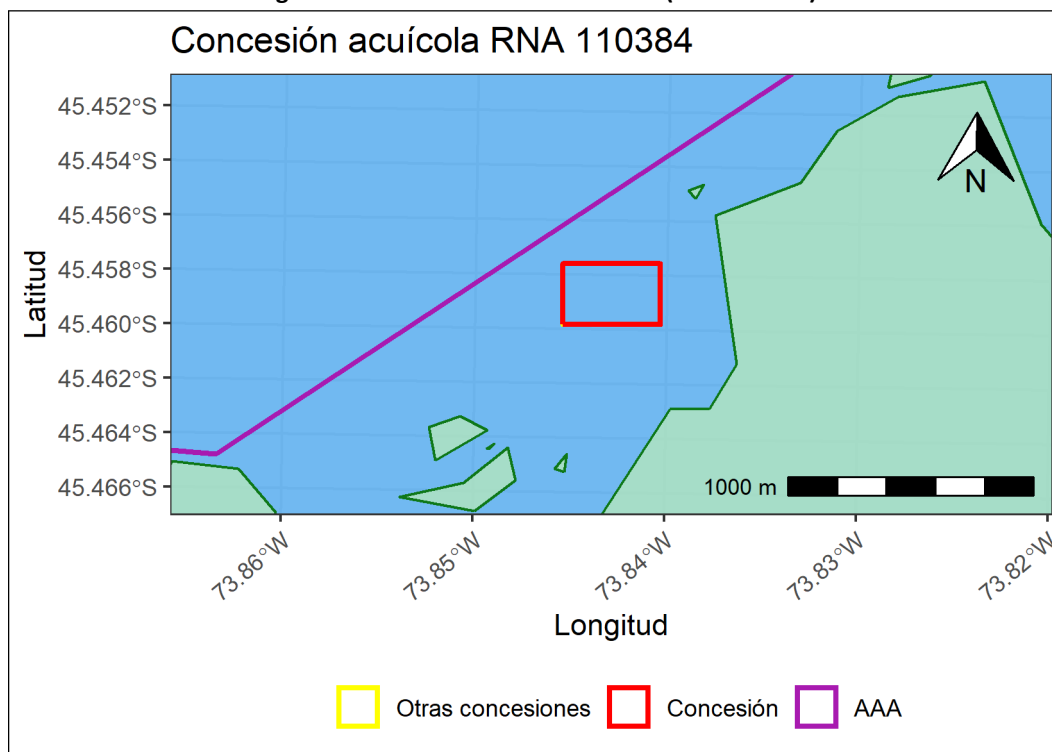 Concesión acuícola RNA 110384
45.452°S
45.454°S
45.456°S
45.458°S
45.460°S
45.462°S
45.464°S
45.466°S
Latitud
N
1000 m
73.86°W
73.85°W
73.84°W
73.83°W
73.82°W
Longitud
Otras concesiones
Concesión
AAA